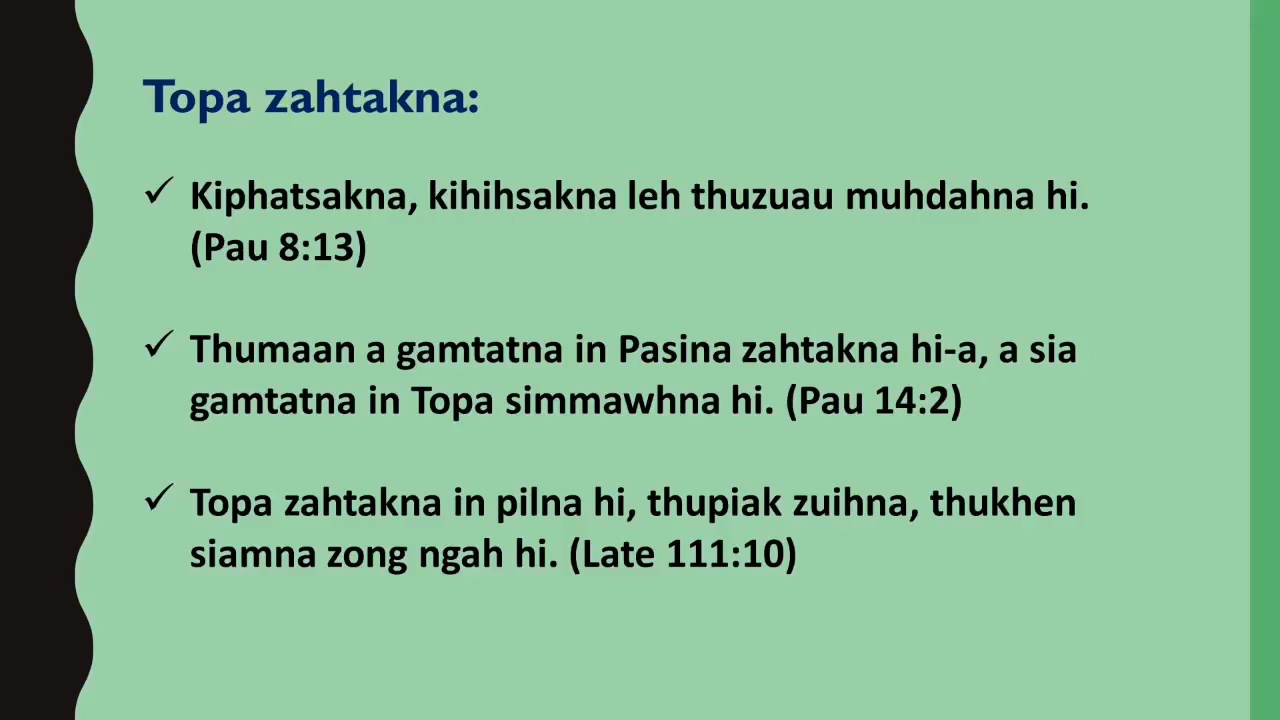 Topa zahtakna:
✓ Kiphatsakna, kihihsakna leh thuzuau muhdahna hi.
(Pau 8:13)
✓ Thumaan a gamtatna in Pasina zahtakna hi-a, a sia
gamtatna in Topa simmawhna hi. (Pau 14:2)
✓ Topa zahtakna in pilna hi, thupiak zuihna, thukhen
siamna zong ngah hi. (Late 111:10)